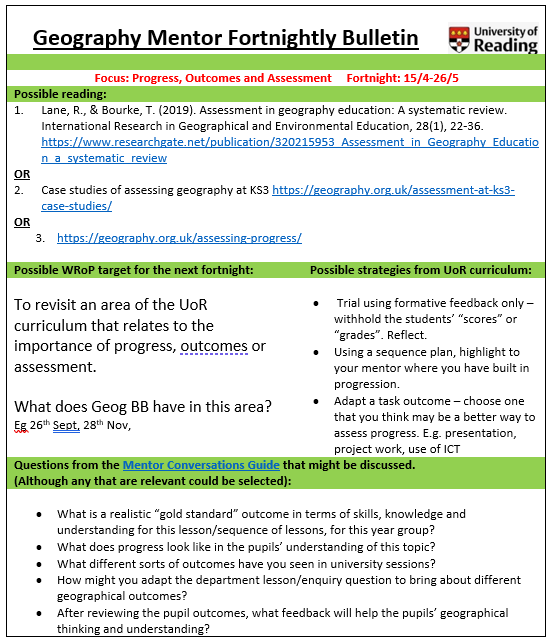 Geography Mentor Fortnightly Bulletin
University of
Reading
Focus: Progress, Outcomes and Assessment Fortnight: 15/4-26/5
Possible reading:
1. Lane, R., & Bourke, T. (2019). Assessment in geography education: A systematic review.
International Research in Geographical and Environmental Education, 28(1), 22-36.
https://www.researchgate.net/publication/320215953_Assessment_in_Geography_Educatio
n_a_systematic_review
OR
2. Case studies of assessing geography at KS3 https://geography.org.uk/assessment-at-ks3-
case-studies/
OR
3. https://geography.org.uk/assessing-progress/
Possible WRoP target for the next fortnight:
To revisit an area of the UoR
curriculum that relates to the
importance of progress, outcomes or
assessment.
What does Geog BB have in this area?
Eg 26th Sept, 28th Nov,
Possible strategies from UoR curriculum:
• Trial using formative feedback only –
withhold the students’ “scores” or
“grades”. Reflect.
• Using a sequence plan, highlight to
your mentor where you have built in
progression.
• Adapt a task outcome – choose one
that you think may be a better way to
assess progress. E.g. presentation,
project work, use of ICT
Questions from the Mentor Conversations Guide that might be discussed.
(Although any that are relevant could be selected):
• What is a realistic “gold standard” outcome in terms of skills, knowledge and
understanding for this lesson/sequence of lessons, for this year group?
• What does progress look like in the pupils’ understanding of this topic?
• What different sorts of outcomes have you seen in university sessions?
• How might you adapt the department lesson/enquiry question to bring about different
geographical outcomes?
• After reviewing the pupil outcomes, what feedback will help the pupils’ geographical
thinking and understanding?